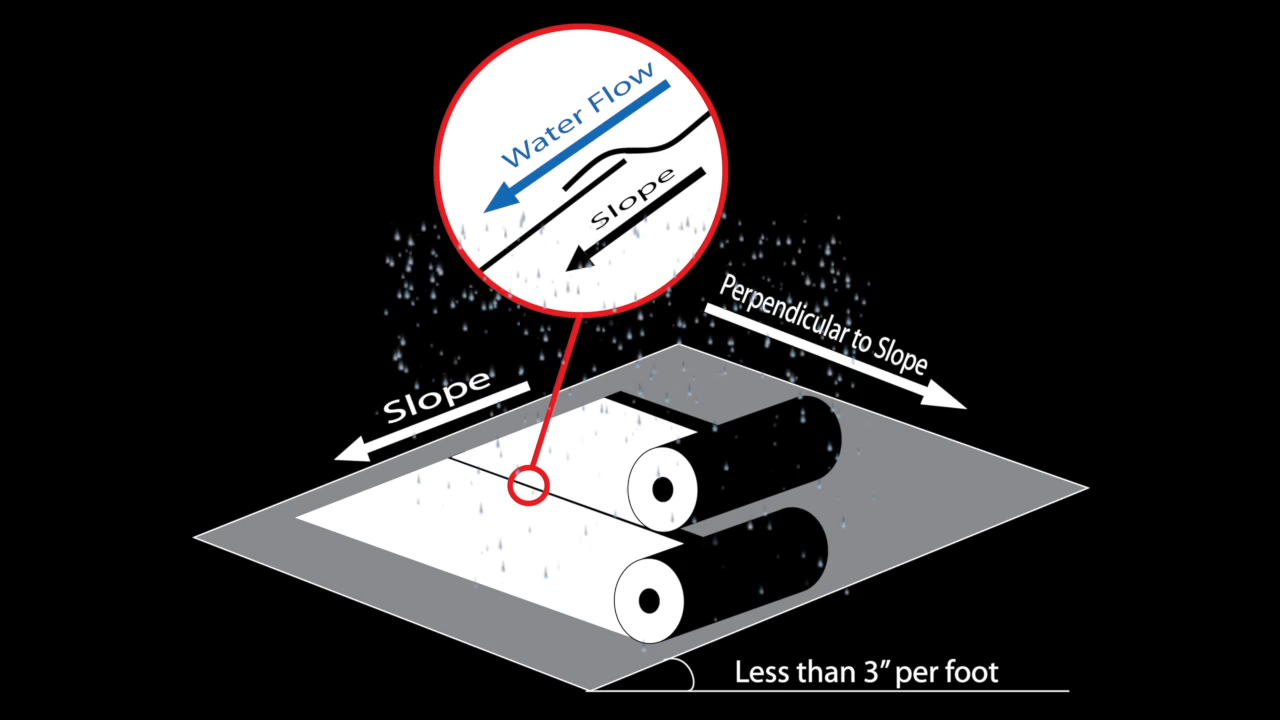 Water Flow
Slope
Perpendicular to Slope
Slope
Less than 3” per foot